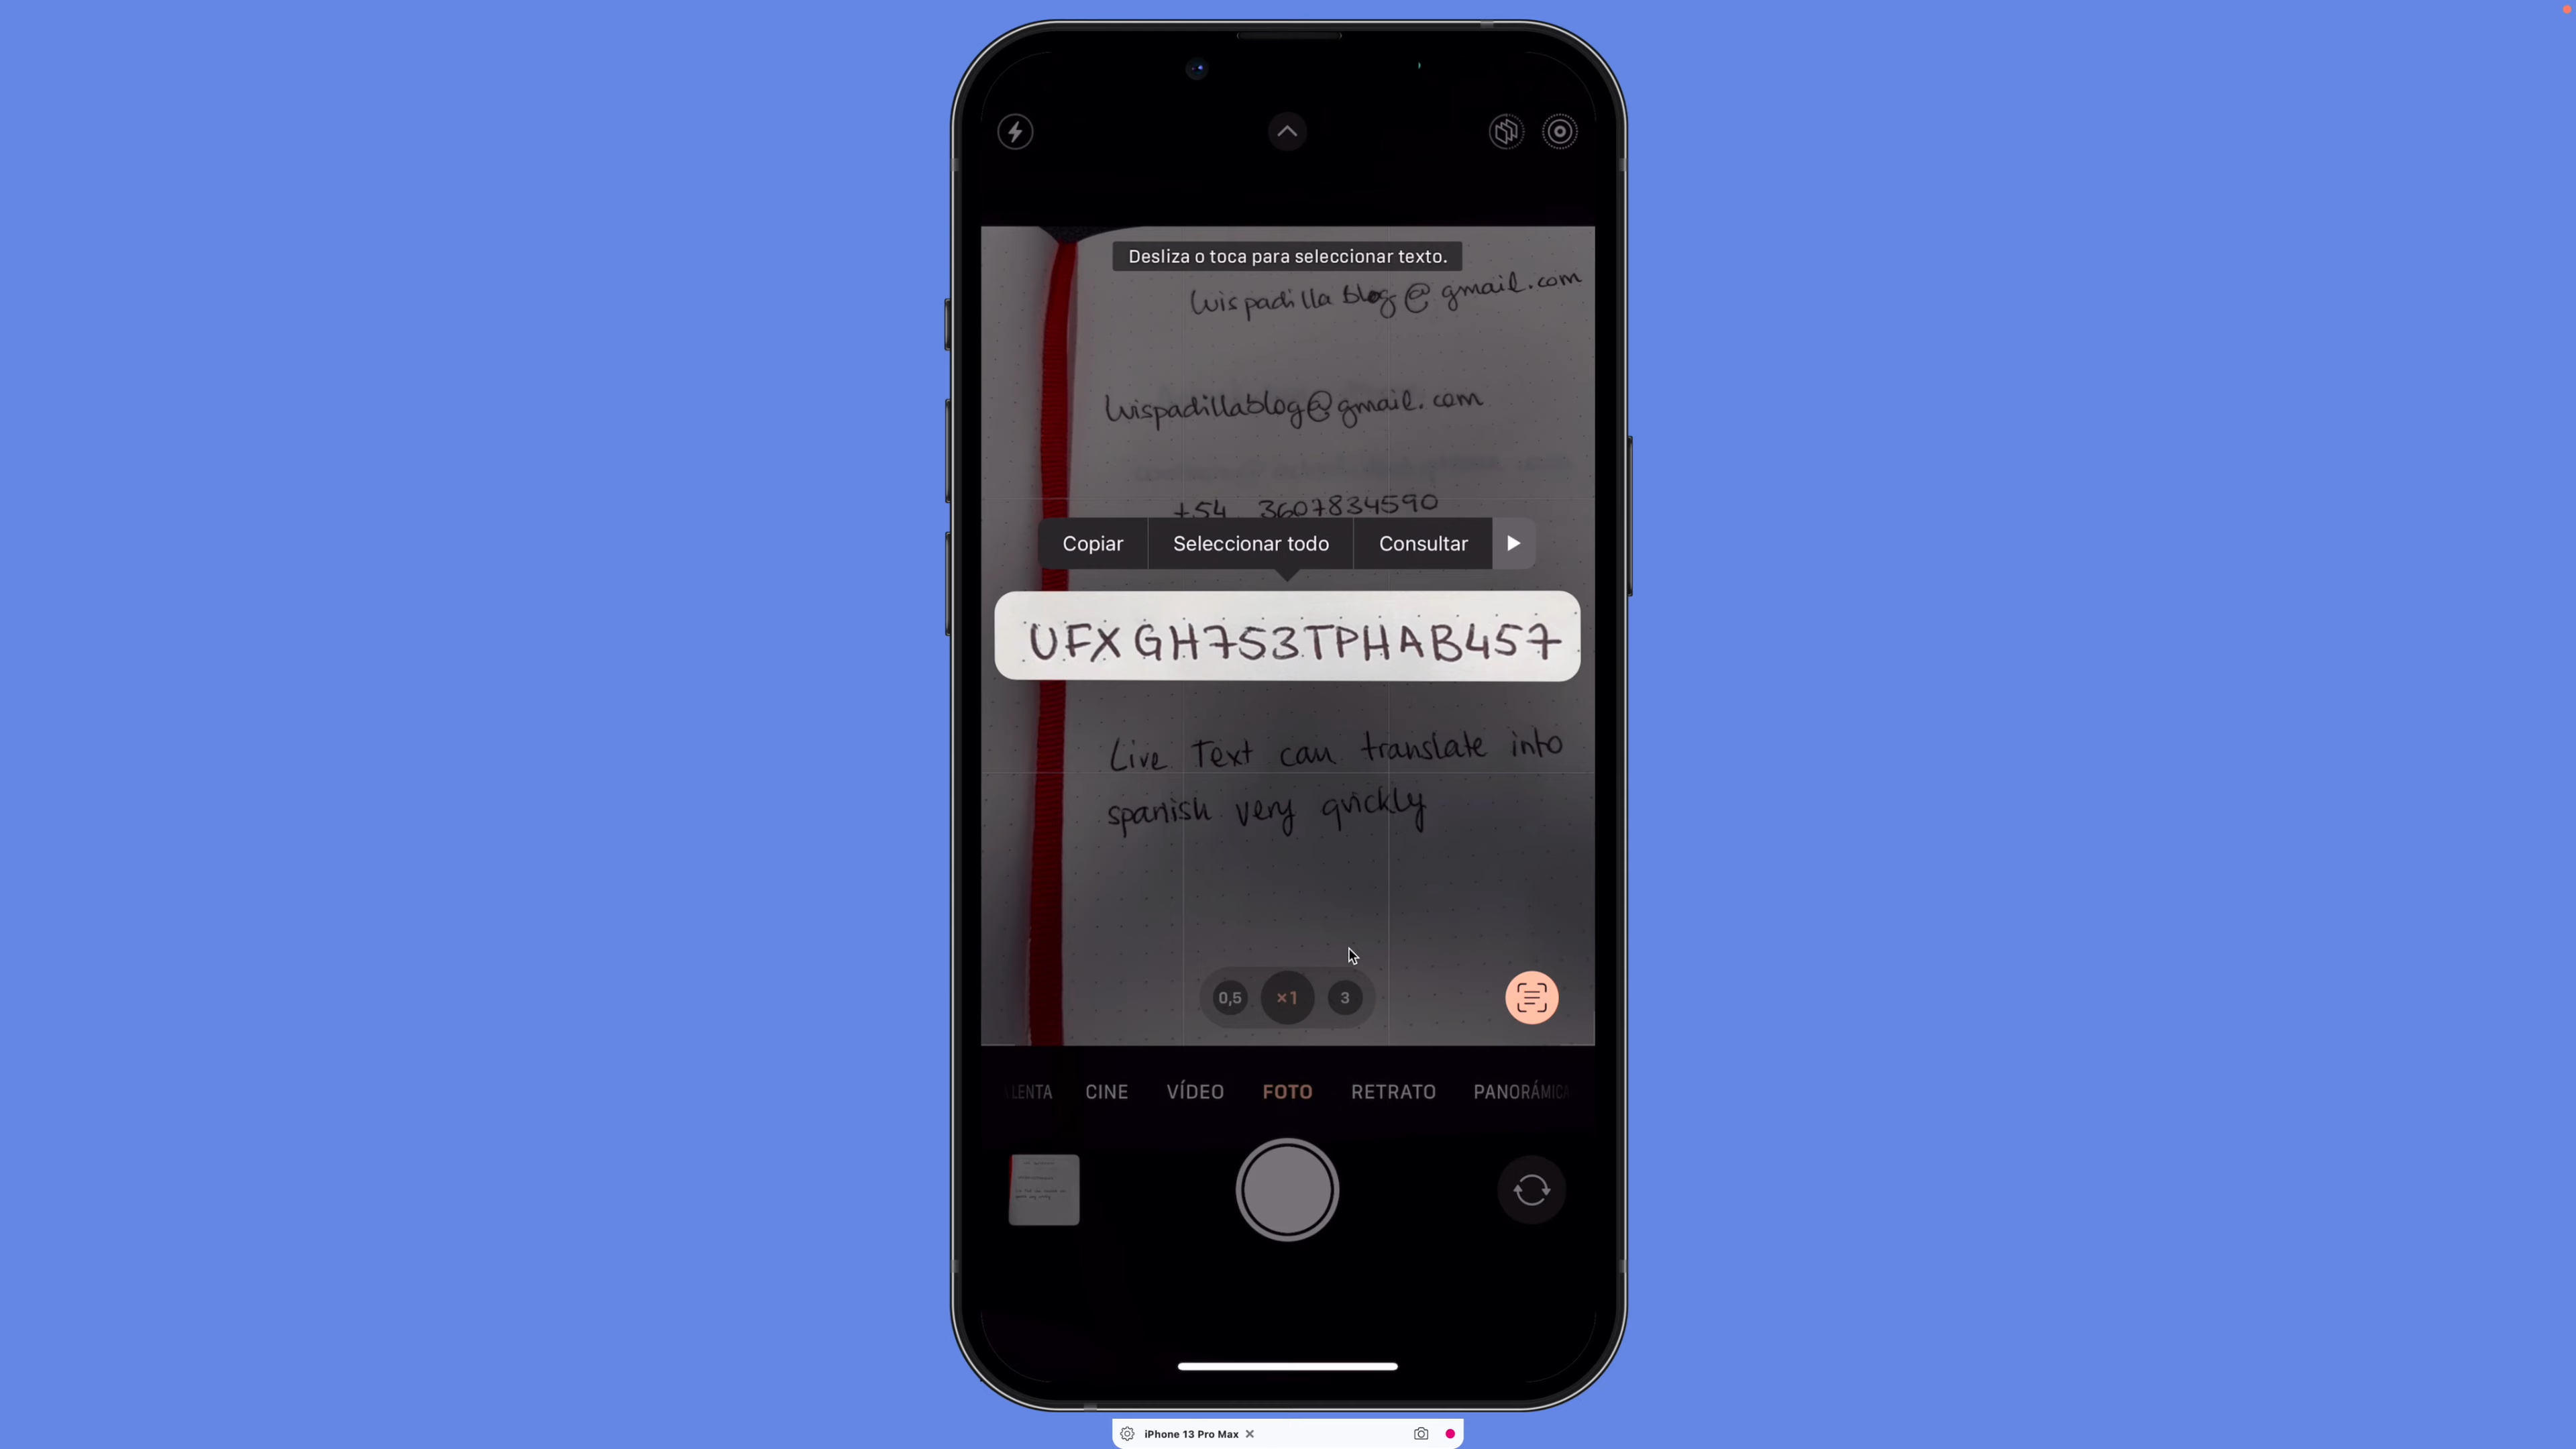 Desliza o toca para seleccionar texto.
luispadilla blog @ gmail.com
luispadillablog@gmail.com
+54 3607834590
Copiar Seleccionar todo Consultar
UFXGH753TPHAB457
Live Text can translate into
spanish very quickly
0,5 ×1 3
LENTA CINE VÍDEO FOTO RETRATO PANORÁMICA
iPhone 13 Pro Max